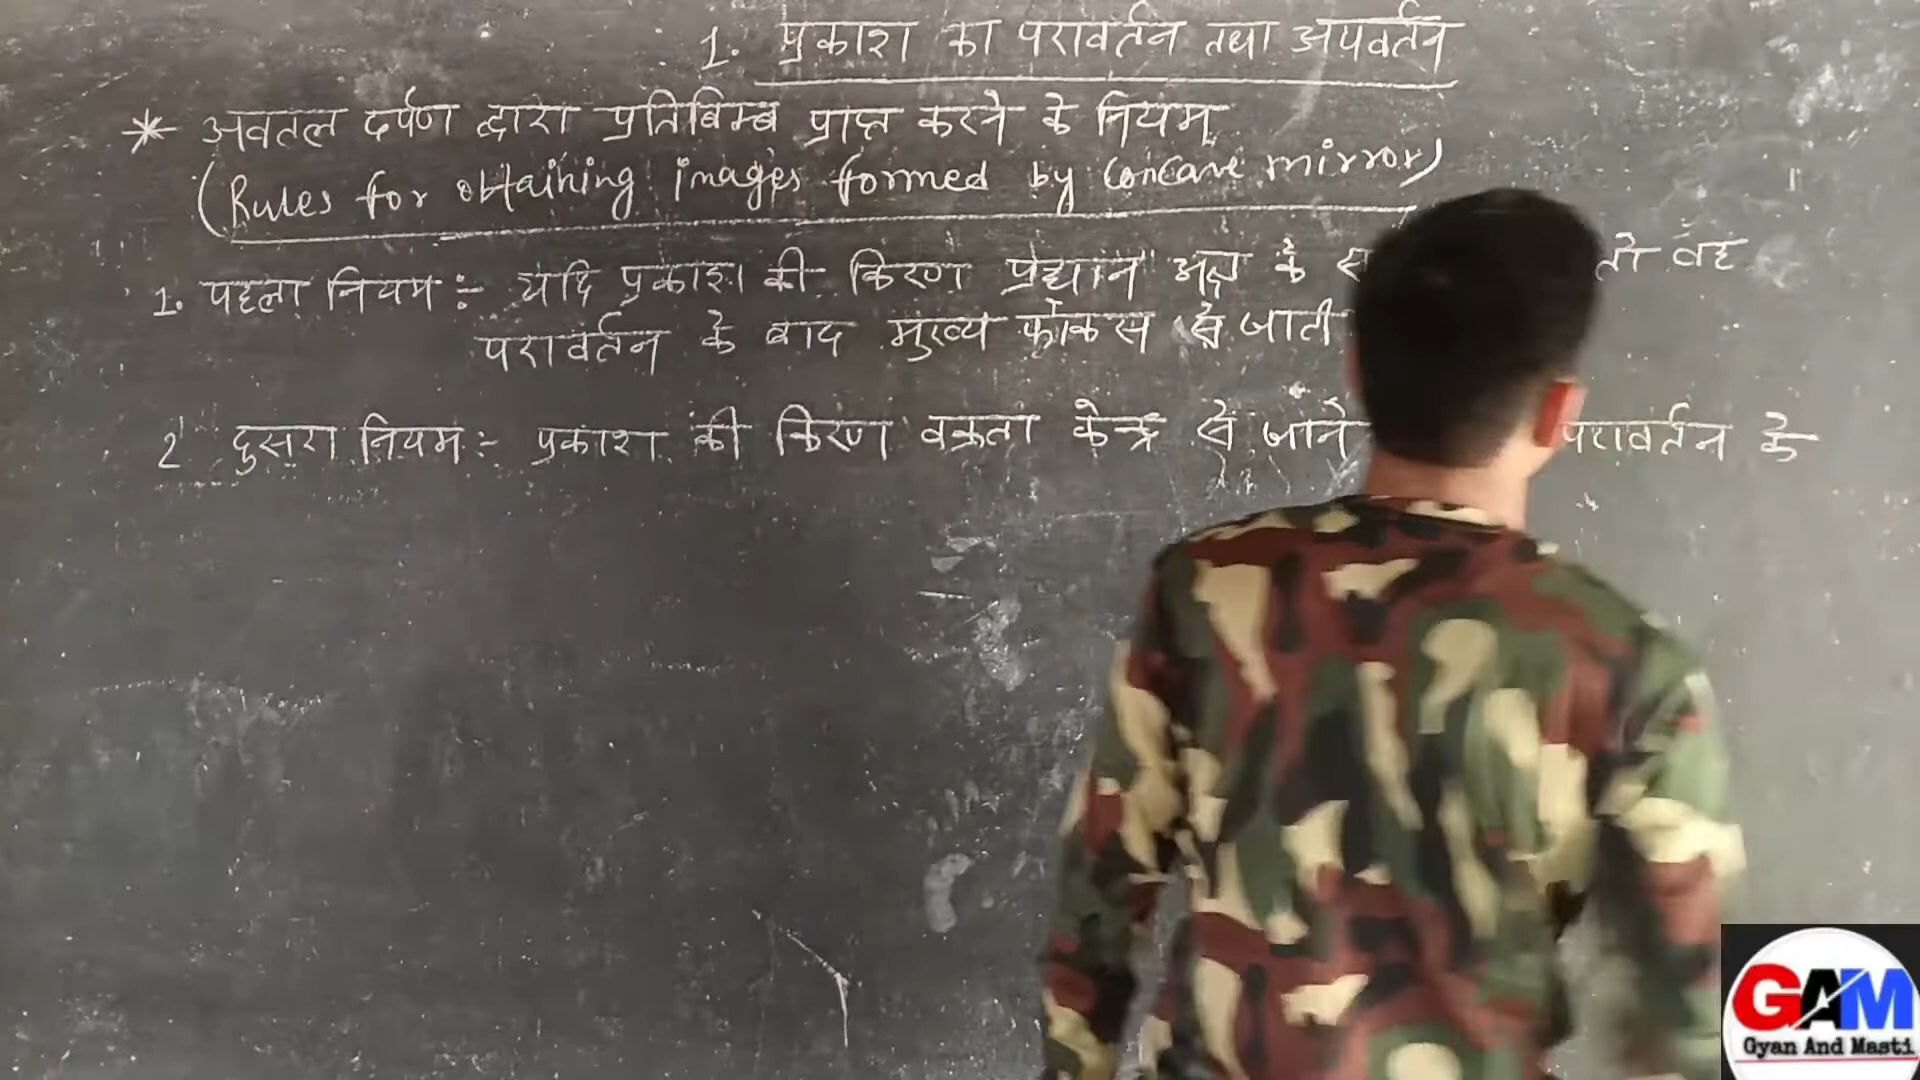 1. प्रकाश का परावर्तन तथा अपवर्तन
* अवतल दर्पण द्वारा प्रतिबिम्ब प्राप्त करने के नियम
(Rules for obtaining images formed by Concave mirror)
1. पहला नियम :- यदि प्रकाश की किरण प्रधान अक्ष के तो वह
परावर्तन के बाद मुख्य फोकस से जाती
2 दुसरा नियम :- प्रकाश की किरण वक्रता केन्द्र से जाने परावर्तन के
GAM
Gyan And Masti